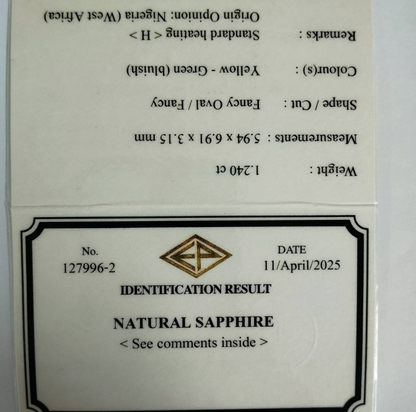 Weight : 1.240 ct
Measurements : 5.94 x 6.91 x 3.15 mm
Shape / Cut : Fancy Oval / Fancy
Colour(s) : Yellow - Green (bluish)
Remarks : Standard heating < H >
Origin Opinion: Nigeria (West Africa)
No.
127996-2
DATE
11/April/2025
IDENTIFICATION RESULT
NATURAL SAPPHIRE
< See comments inside >